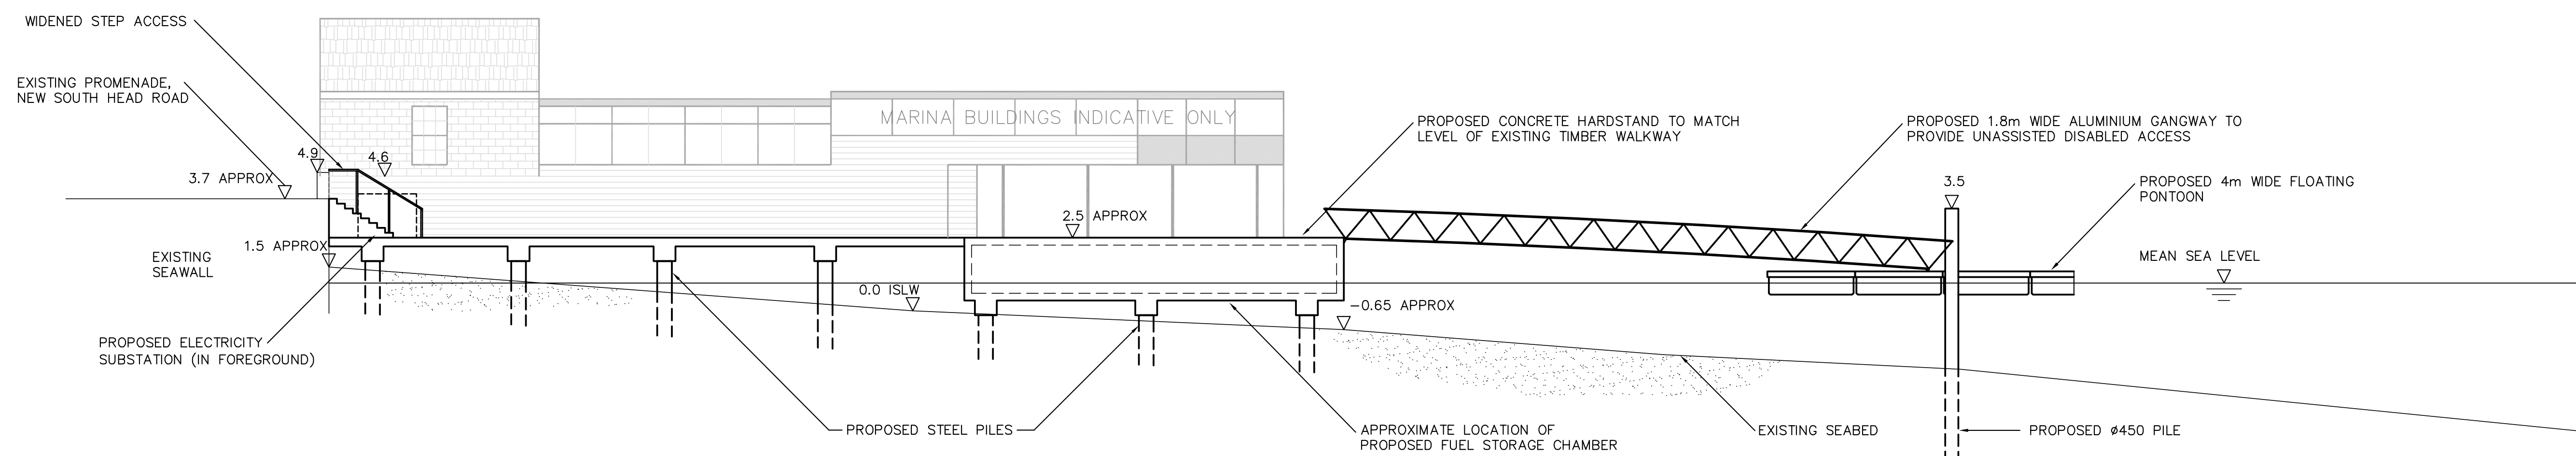 WIDENED STEP ACCESS
EXISTING PROMENADE,
NEW SOUTH HEAD ROAD
4.9
4.6
3.7 APPROX
EXISTING
SEAWALL
1.5 APPROX
PROPOSED ELECTRICITY
SUBSTATION (IN FOREGROUND)
MARINA BUILDINGS INDICATIVE ONLY
2.5 APPROX
0.0 ISLW
-0.65 APPROX
PROPOSED STEEL PILES
PROPOSED CONCRETE HARDSTAND TO MATCH
LEVEL OF EXISTING TIMBER WALKWAY
APPROXIMATE LOCATION OF
PROPOSED FUEL STORAGE CHAMBER
EXISTING SEABED
PROPOSED 1.8m WIDE ALUMINIUM GANGWAY TO
PROVIDE UNASSISTED DISABLED ACCESS
3.5
PROPOSED 4m WIDE FLOATING
PONTOON
MEAN SEA LEVEL
PROPOSED Ø450 PILE